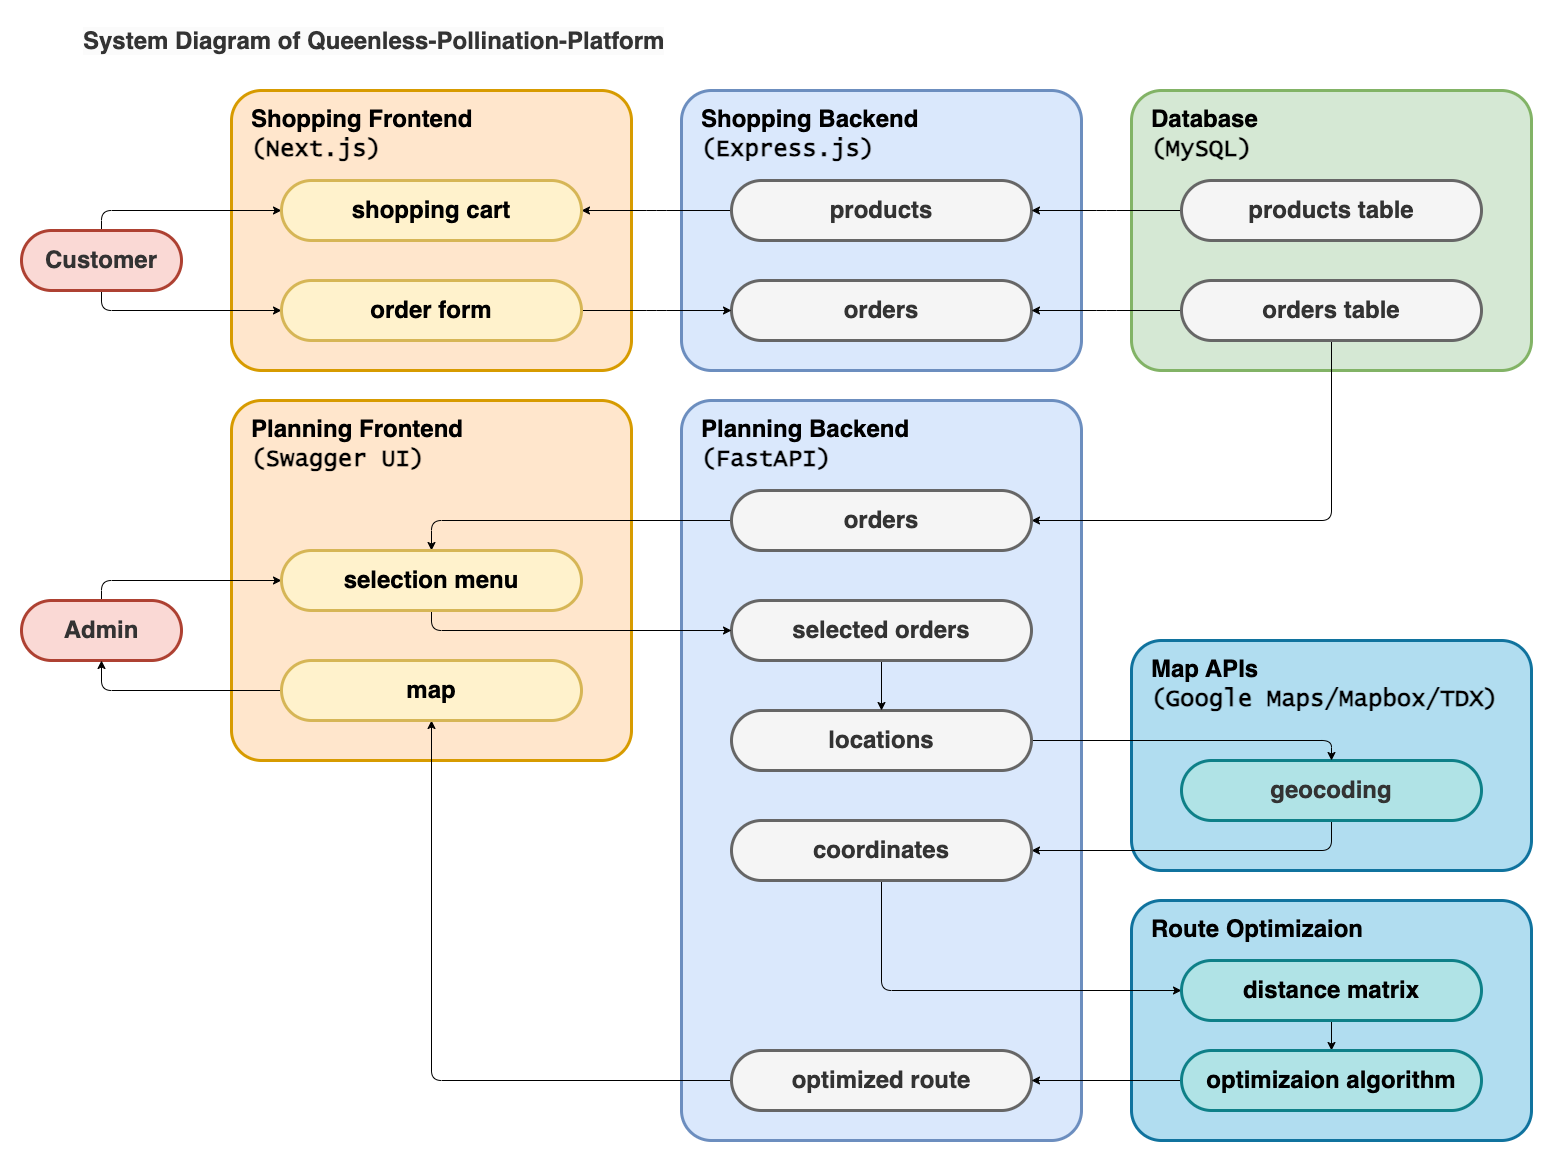 System Diagram of Queenless-Pollination-Platform
Shopping Frontend
(Next.js)
shopping cart
order form
Shopping Backend
(Express.js)
products
orders
Database
(MySQL)
products table
orders table
Customer
Planning Frontend
(Swagger UI)
selection menu
map
Admin
Planning Backend
(FastAPI)
orders
selected orders
locations
coordinates
optimized route
Map APIs
(Google Maps/Mapbox/TDX)
geocoding
Route Optimizaion
distance matrix
optimizaion algorithm